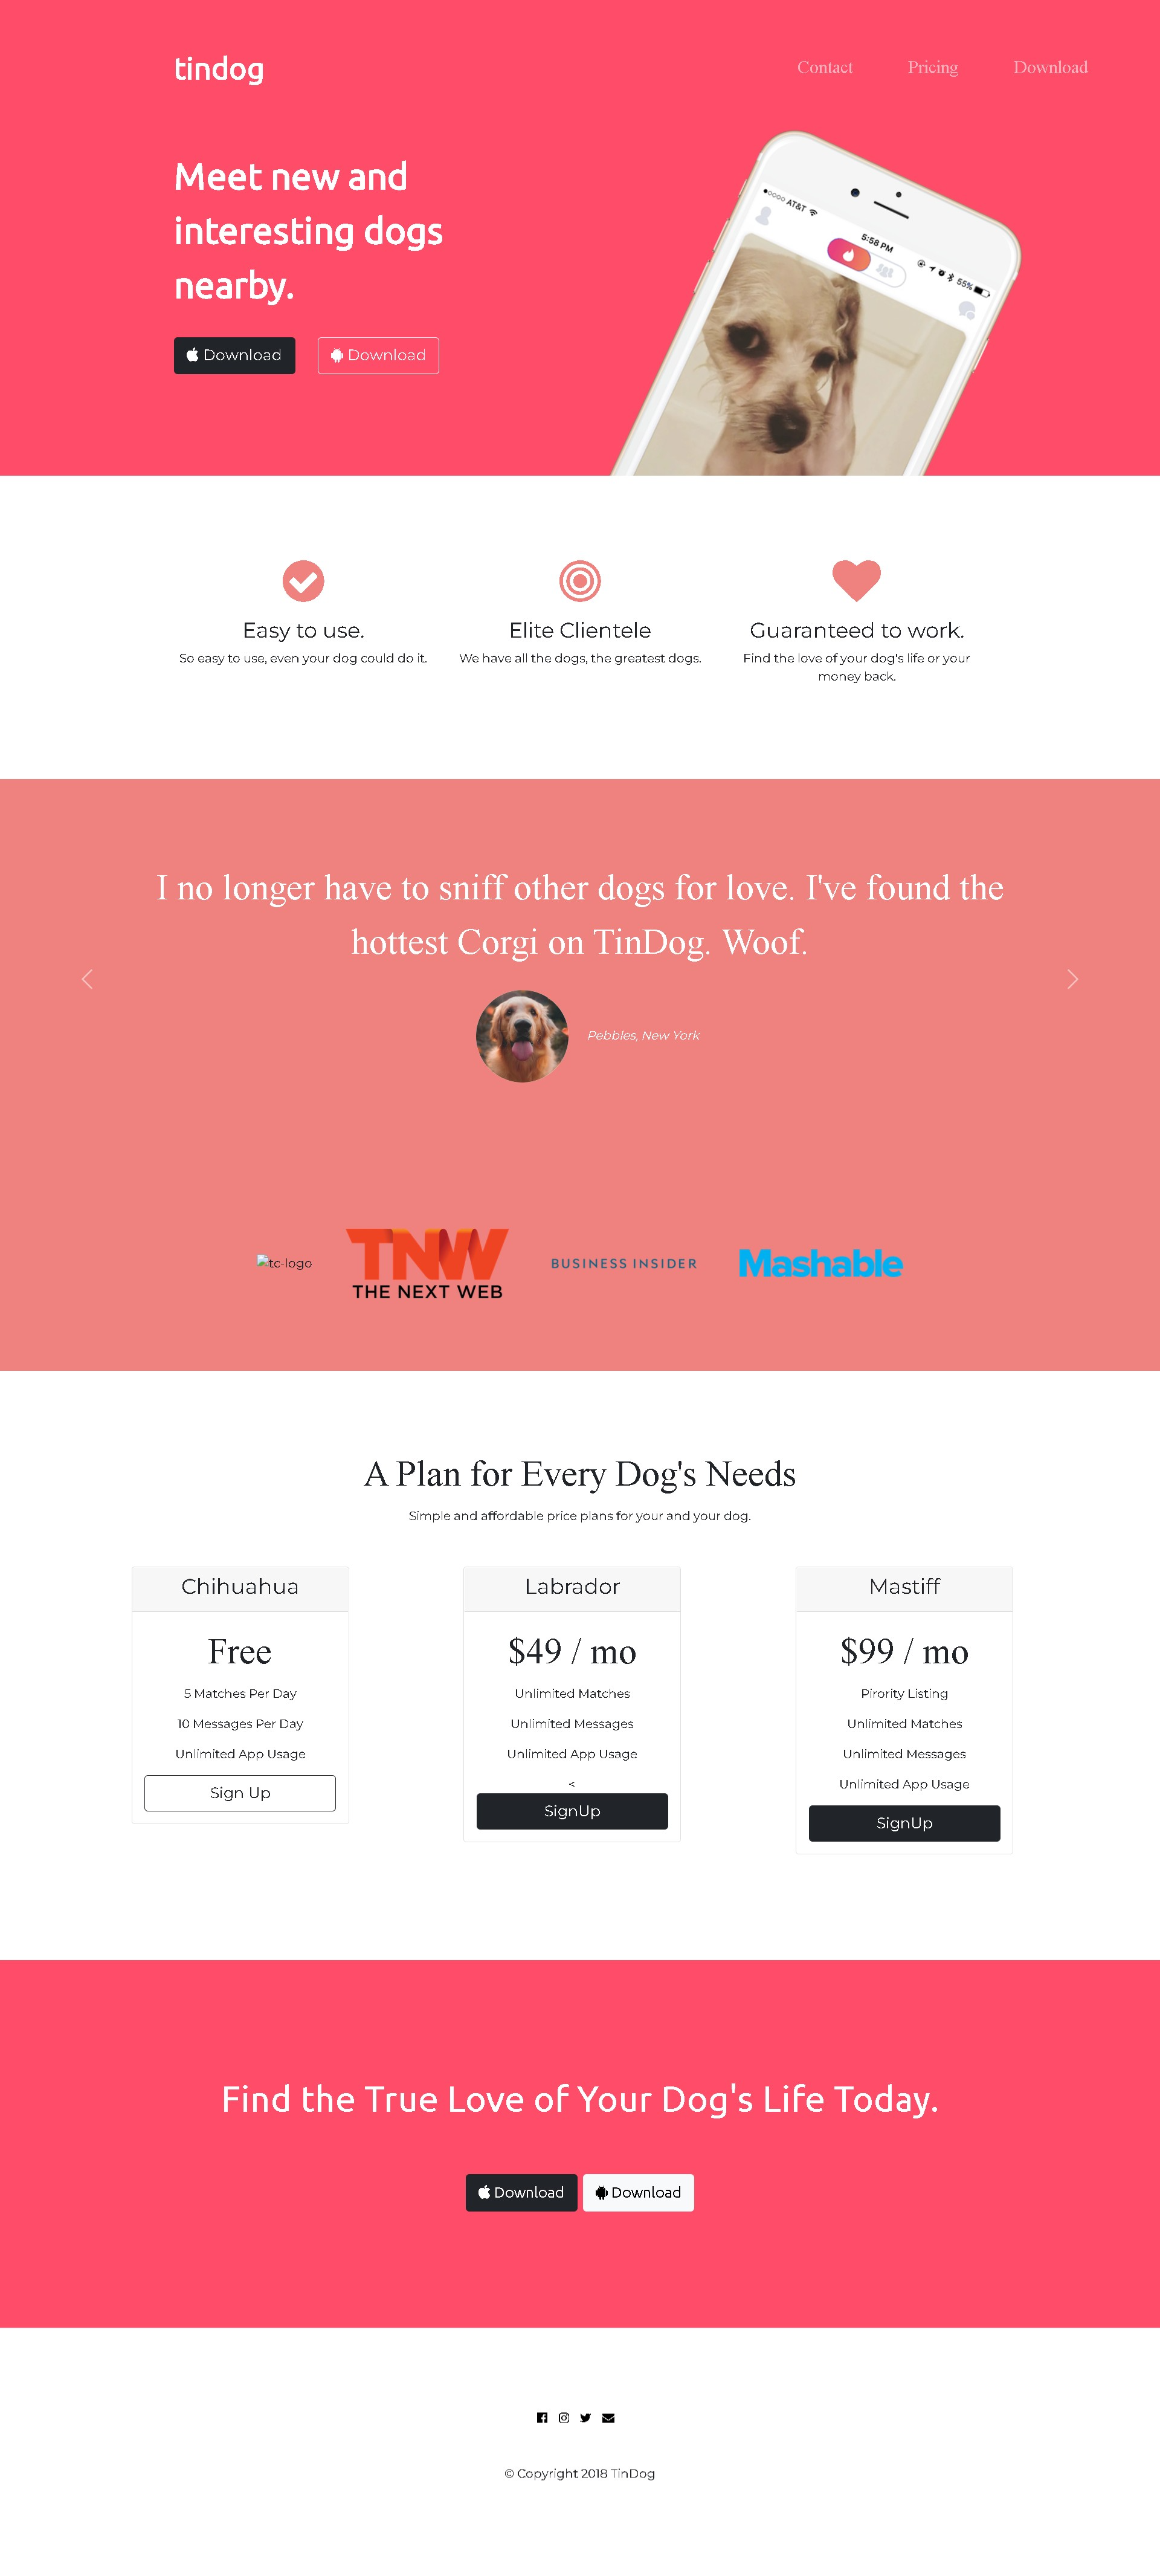 tindog
Contact
Pricing
Download
Meet new and
interesting dogs
nearby.
Download
Download
AT&T
5:58 PM
55%
Easy to use.
So easy to use, even your dog could do it.
Elite Clientele
We have all the dogs, the greatest dogs.
Guaranteed to work.
Find the love of your dog's life or your
money back.
I no longer have to sniff other dogs for love. I've found the
hottest Corgi on TinDog. Woof.
Pebbles, New York
tc-logo
TNW
THE NEXT WEB
BUSINESS INSIDER
Mashable
A Plan for Every Dog's Needs
Simple and affordable price plans for your and your dog.
Chihuahua
Free
5 Matches Per Day
10 Messages Per Day
Unlimited App Usage
Sign Up
Labrador
$49 / mo
Unlimited Matches
Unlimited Messages
Unlimited App Usage
<
SignUp
Mastiff
$99 / mo
Pirority Listing
Unlimited Matches
Unlimited Messages
Unlimited App Usage
SignUp
Find the True Love of Your Dog's Life Today.
Download
Download
© Copyright 2018 TinDog